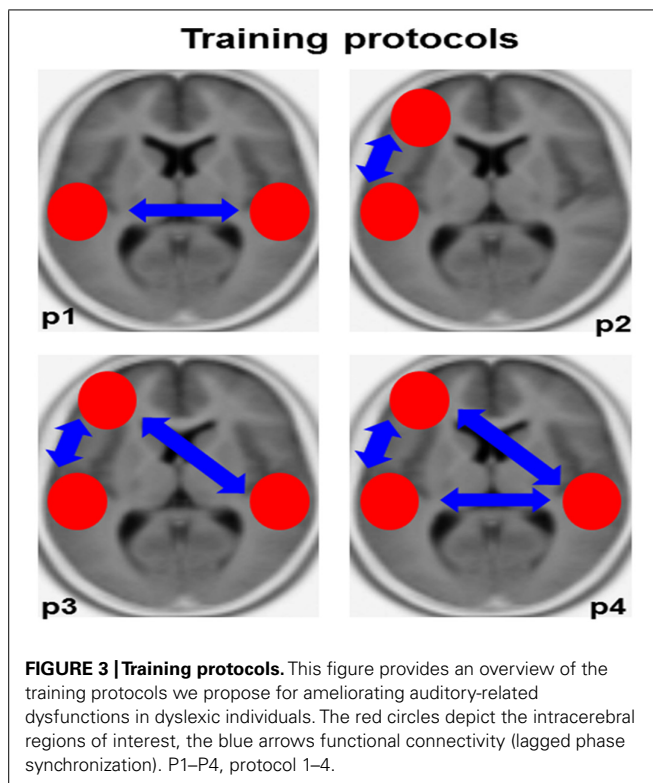 Training protocols
p1
p2
p3
p4
FIGURE 3 | Training protocols. This figure provides an overview of the
training protocols we propose for ameliorating auditory-related
dysfunctions in dyslexic individuals. The red circles depict the intracerebral
regions of interest, the blue arrows functional connectivity (lagged phase
synchronization). P1–P4, protocol 1–4.